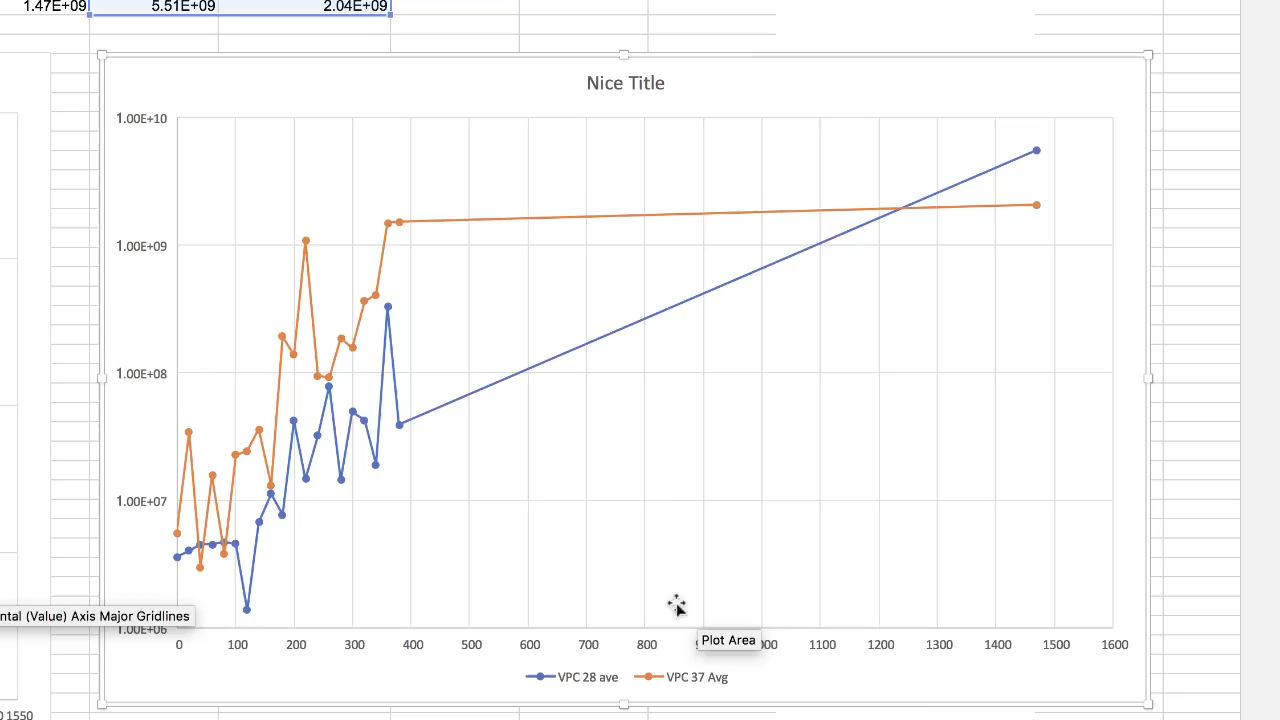 1.47E+09 5.51E+09 2.04E+09
Nice Title
1.00E+10
1.00E+09
1.00E+08
1.00E+07
ntal (Value) Axis Major Gridlines
1.00E+06
Plot Area
0 100 200 300 400 500 600 700 800 1100 1200 1300 1400 1500 1600
VPC 28 ave VPC 37 Avg
1550